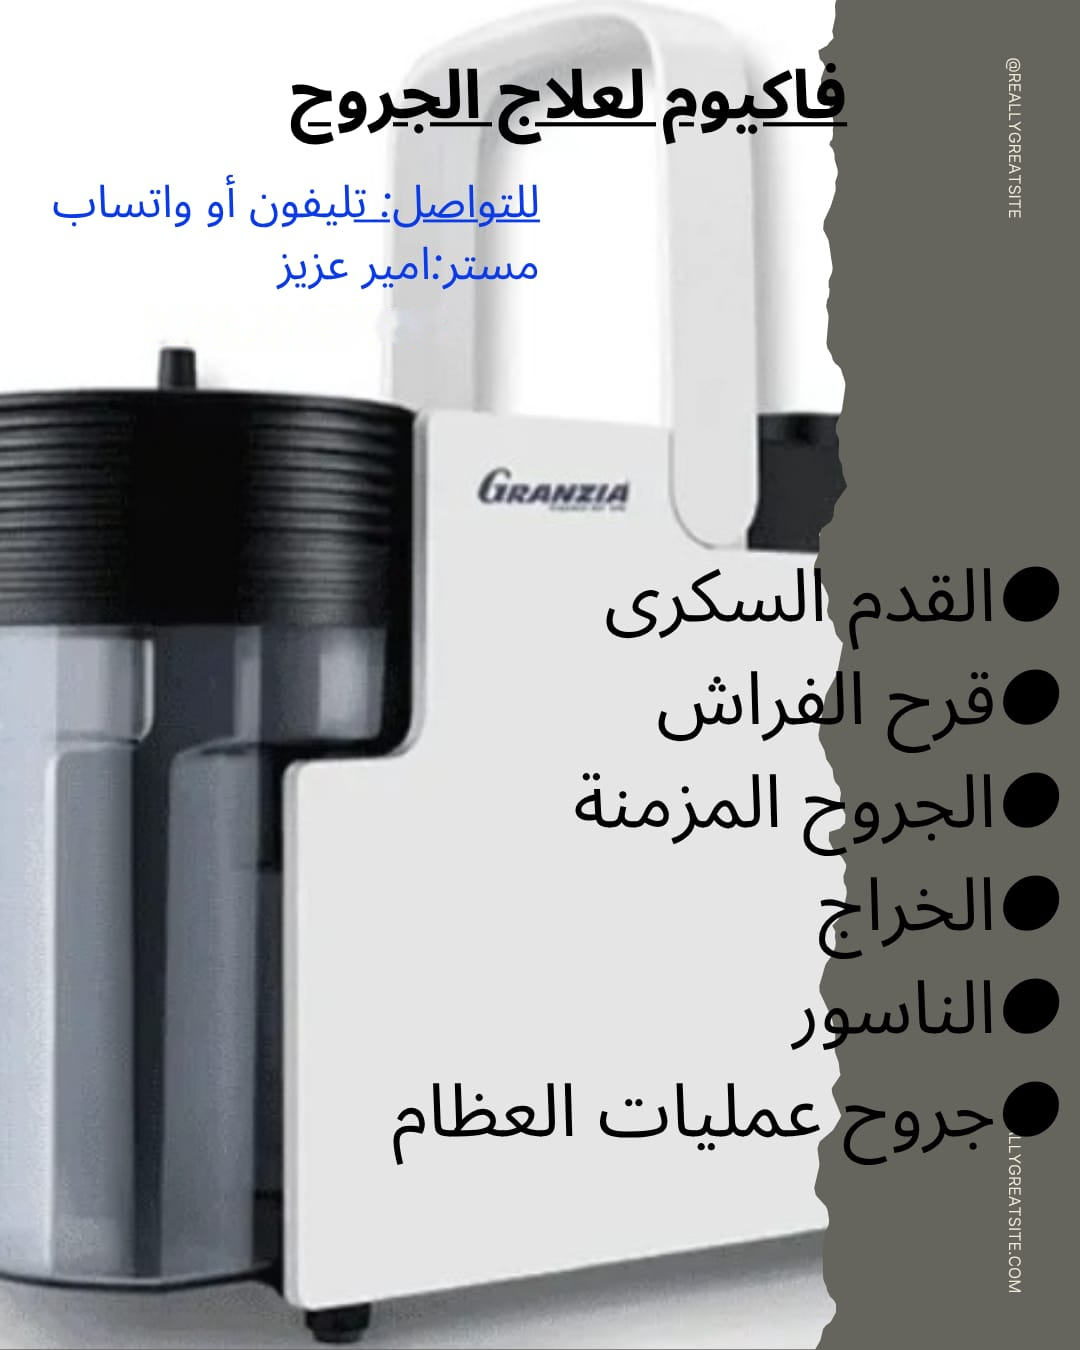 فاكيوم لعلاج الجروح
للتواصل: تليفون أو واتساب
مستر:امير عزيز
@REALLYGREATSITE
GRANZIA
●القدم السكرى
●قرح الفراش
●الجروح المزمنة
●الخراج
●الناسور
●جروح عمليات العظام
LLYGREATSITE.COM